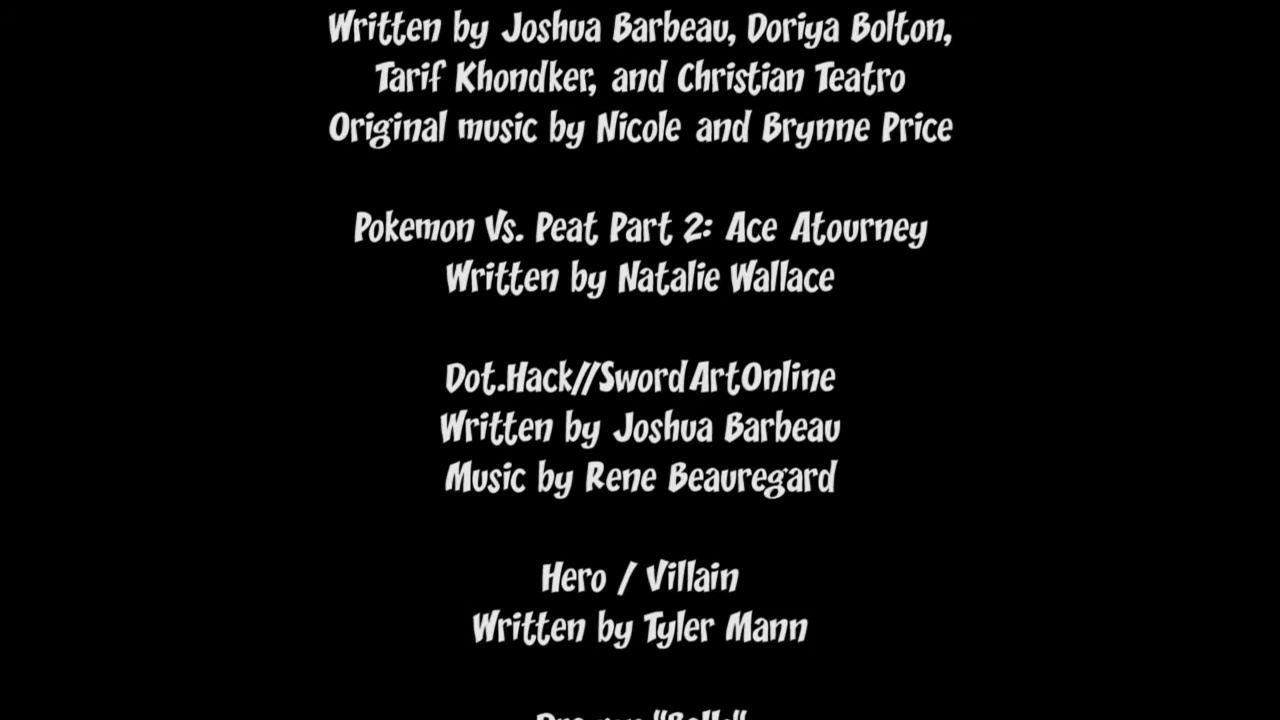 Written by Joshua Barbeau, Doriya Bolton,
Tarif Khondker, and Christian Teatro
Original music by Nicole and Brynne Price
Pokemon Vs. Peat Part 2: Ace Atourney
Written by Natalie Wallace
Dot.Hack//SwordArtOnline
Written by Joshua Barbeau
Music by Rene Beauregard
Hero / Villain
Written by Tyler Mann